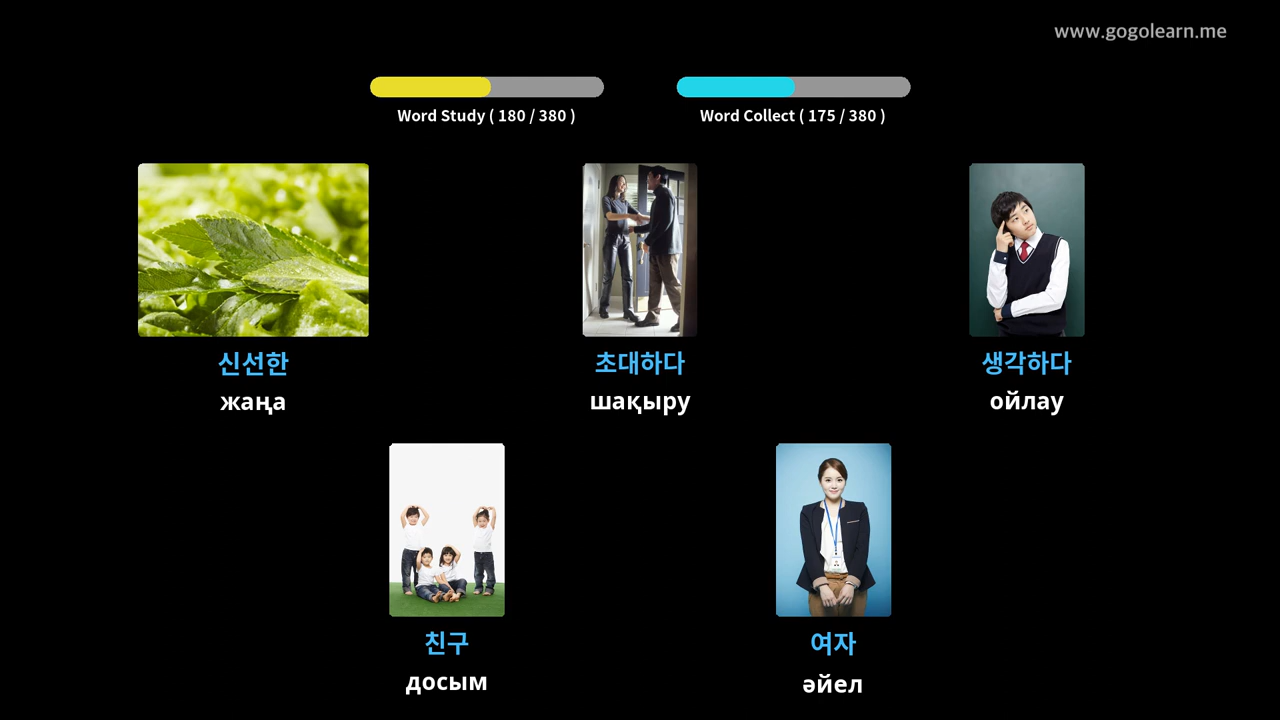 www.gogolearn.me
Word Study ( 180 / 380 )
Word Collect ( 175 / 380 )
신선한
жаңа
초대하다
шақыру
생각하다
ойлау
친구
досым
여자
әйел